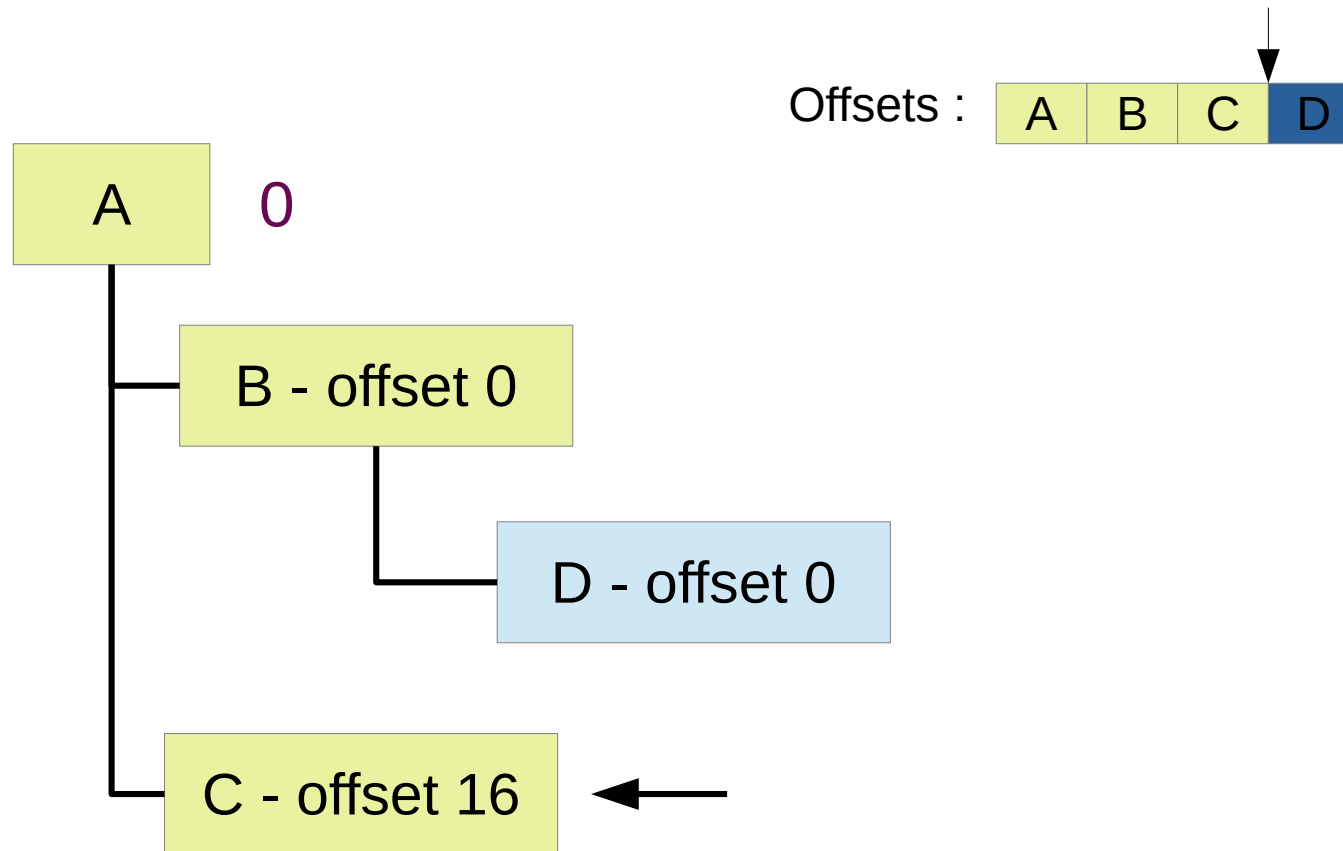 Offsets : A B C D
A 0
B - offset 0
D - offset 0
C - offset 16